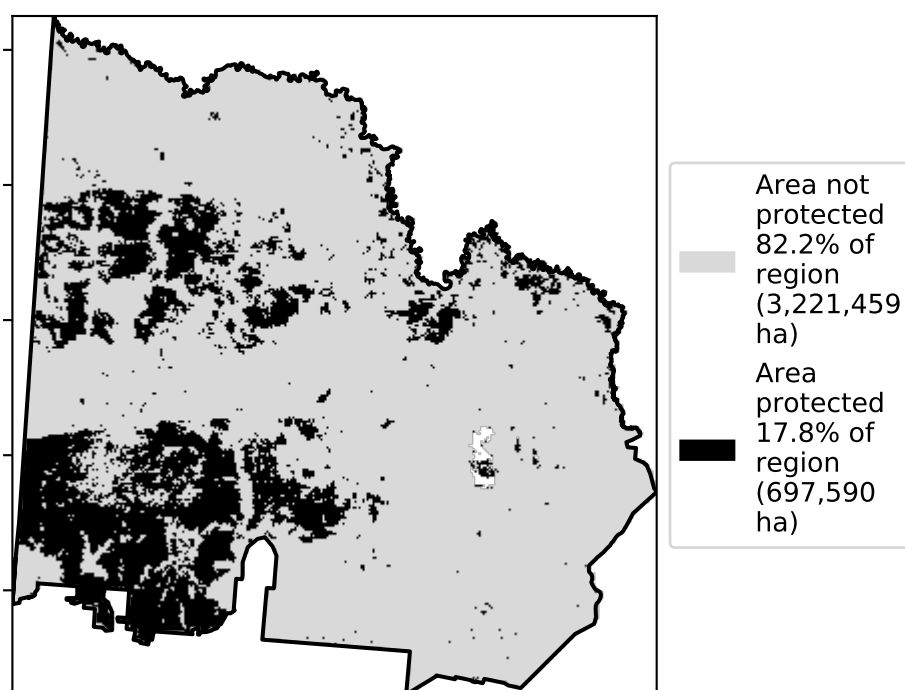 Area not
protected
82.2% of
region
(3,221,459
ha)
Area
protected
17.8% of
region
(697,590
ha)